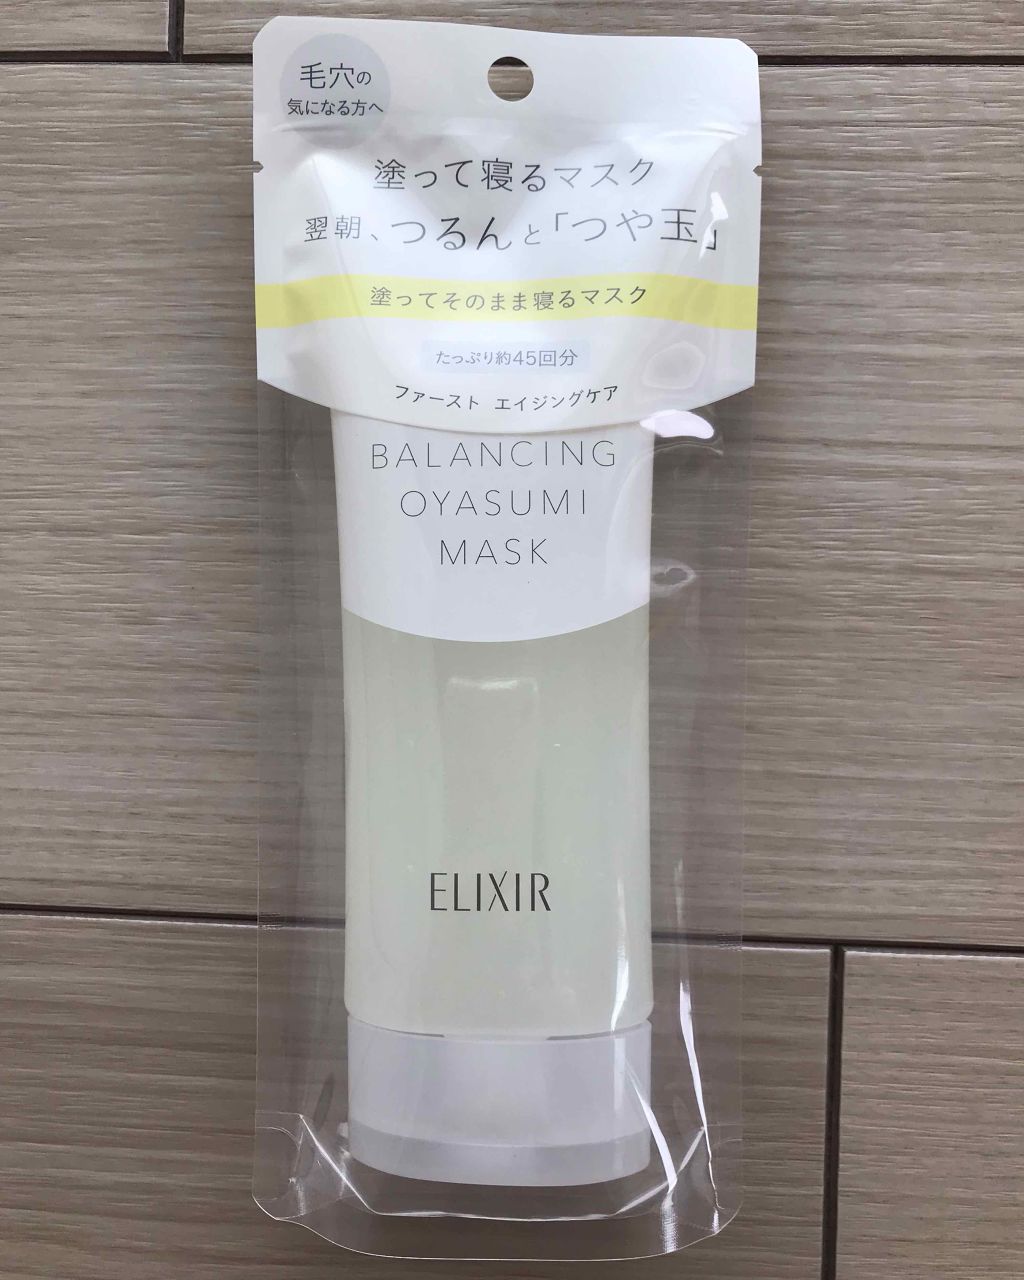 毛穴の
気になる方へ
塗って寝るマスク
翌朝、つるんと「つや玉」
塗ってそのまま寝るマスク
たっぷり約45回分
ファースト エイジングケア
BALANCING
OYASUMI
MASK
ELIXIR